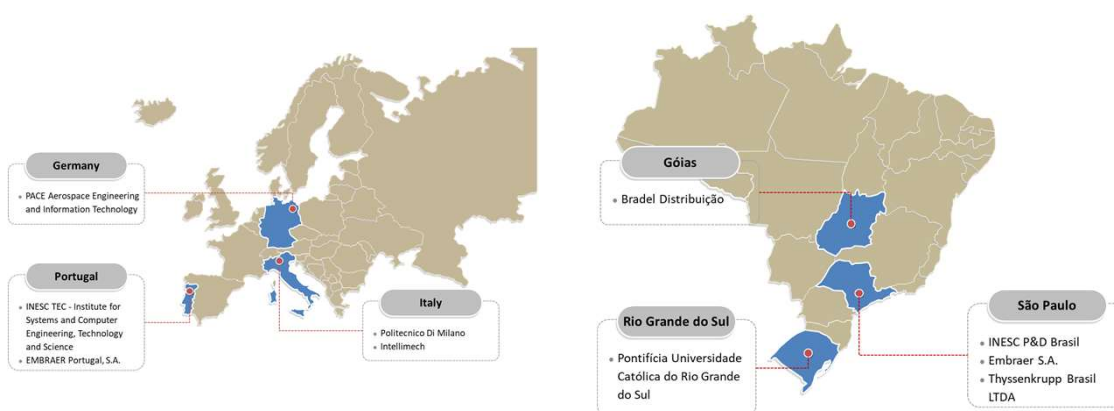 Germany
• PACE Aerospace Engineering
and Information Technology
Portugal
• INESC TEC - Institute for
Systems and Computer
Engineering, Technology
and Science
• EMBRAER Portugal, S.A.
Italy
• Politecnico Di Milano
• Intellimech
Góias
• Bradel Distribuição
Rio Grande do Sul
• Pontifícia Universidade
Católica do Rio Grande
do Sul
São Paulo
• INESC P&D Brasil
• Embraer S.A.
• Thyssenkrupp Brasil
LTDA